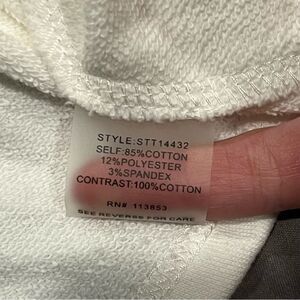 STYLE:STT14432
SELF:85%COTTON
12%POLYESTER
3%SPANDEX
CONTRAST:100%COTTON
RN# 113853
SEE REVERSE FOR CARE